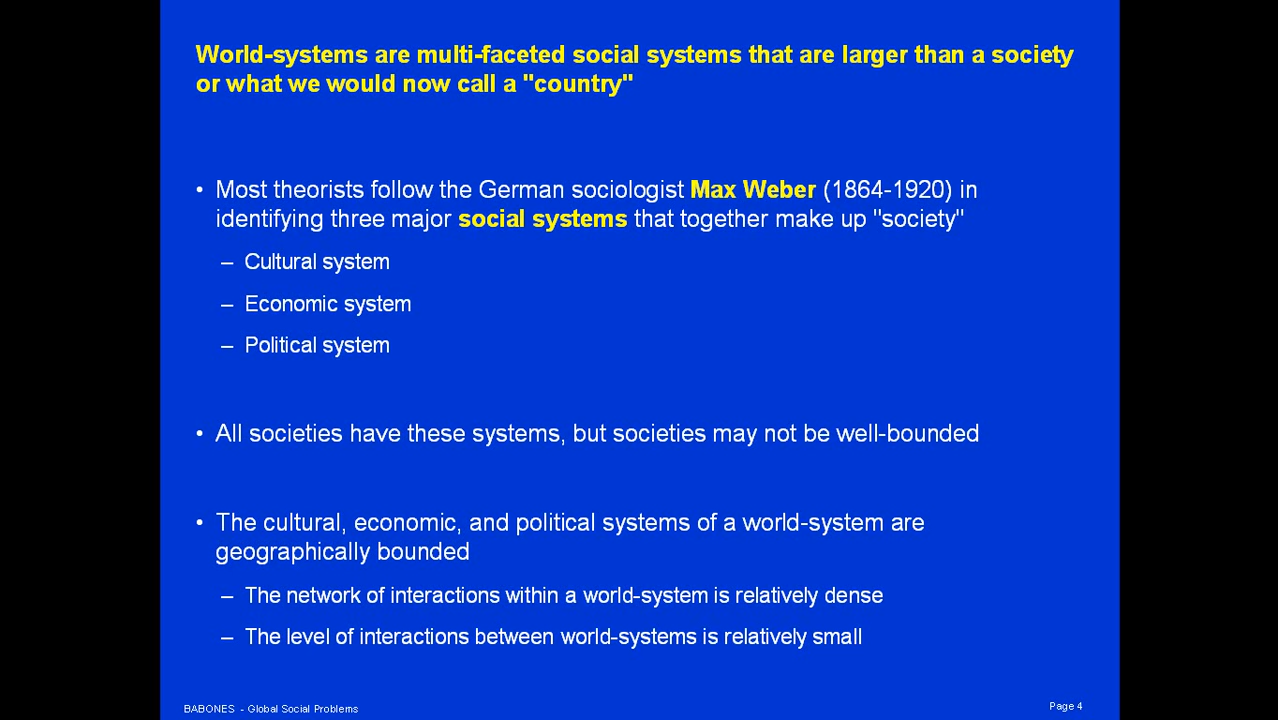 World-systems are multi-faceted social systems that are larger than a society
or what we would now call a "country"
• Most theorists follow the German sociologist Max Weber (1864-1920) in
identifying three major social systems that together make up "society"
– Cultural system
– Economic system
– Political system
• All societies have these systems, but societies may not be well-bounded
• The cultural, economic, and political systems of a world-system are
geographically bounded
– The network of interactions within a world-system is relatively dense
– The level of interactions between world-systems is relatively small
BABONES - Global Social Problems
Page 4